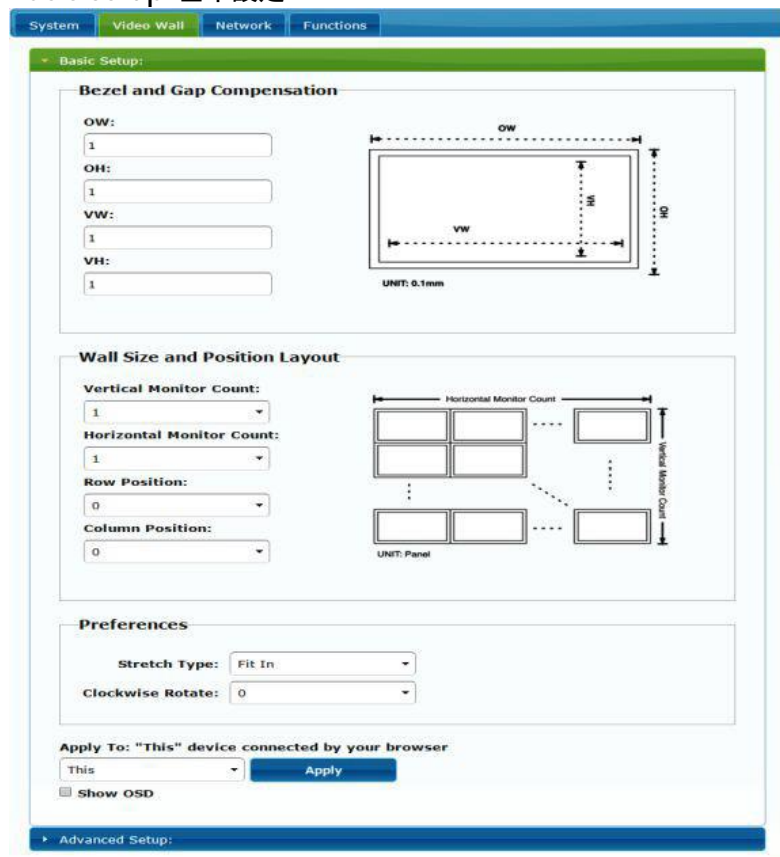 System Video Wall Network Functions
Basic Setup:
Bezel and Gap Compensation
OW:
1
OH:
1
VW:
1
VH:
1
OW
VH
OH
VW
UNIT: 0.1mm
Wall Size and Position Layout
Vertical Monitor Count:
1
Horizontal Monitor Count:
1
Row Position:
0
Column Position:
0
Horizontal Monitor Count
Vertical Monitor Count
UNIT: Panel
Preferences
Stretch Type: Fit In
Clockwise Rotate: 0
Apply To: "This" device connected by your browser
This Apply
Show OSD
Advanced Setup: